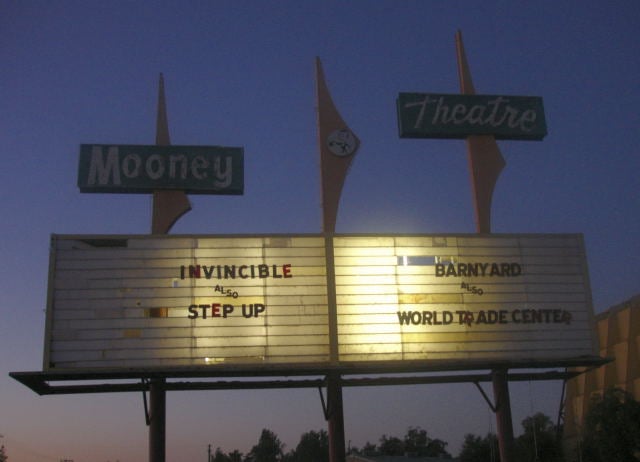 Mooney
Theatre
INVINCIBLE
ALSO
STEP UP
BARNYARD
ALSO
WORLD TRADE CENTER